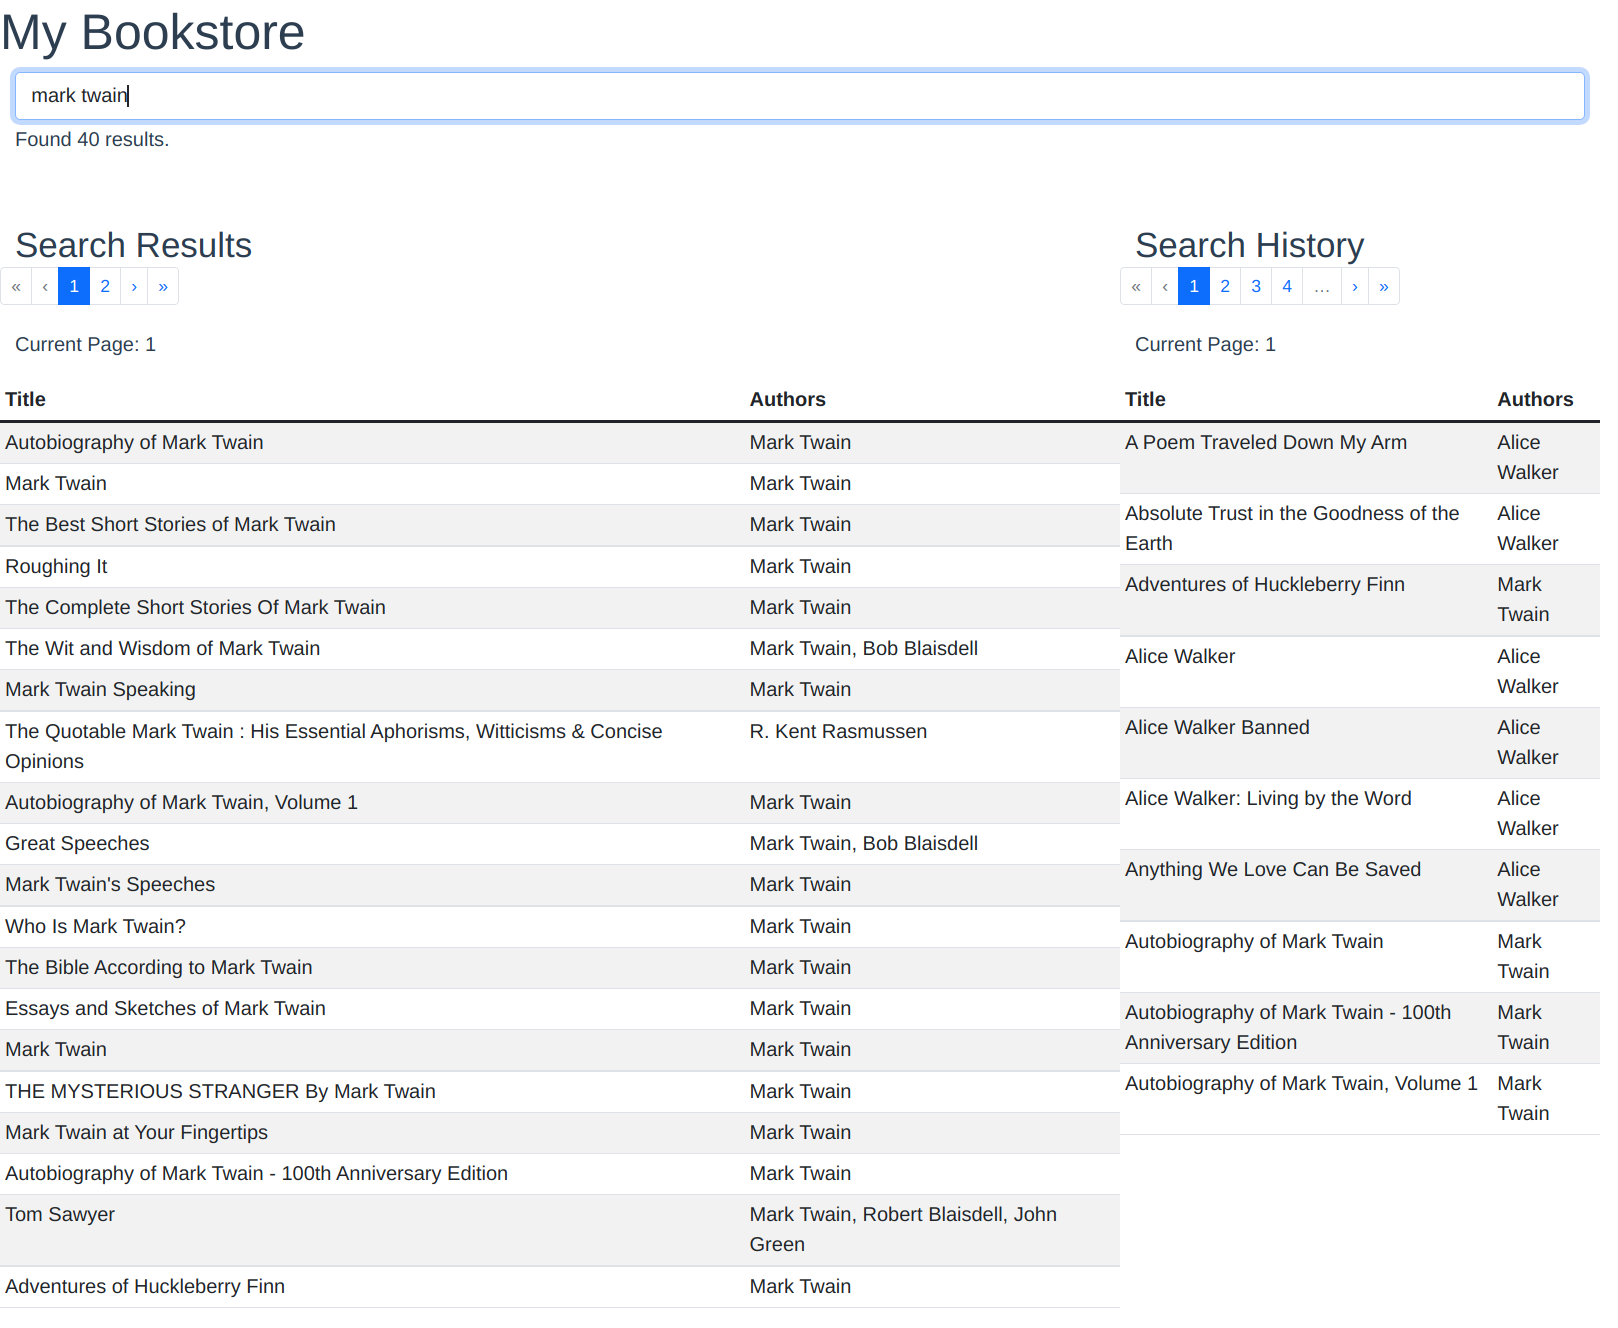 My Bookstore
mark twain
Found 40 results.
Search Results
« ‹ 1 2 › »
Current Page: 1
Title Authors
Autobiography of Mark Twain Mark Twain
Mark Twain Mark Twain
The Best Short Stories of Mark Twain Mark Twain
Roughing It Mark Twain
The Complete Short Stories Of Mark Twain Mark Twain
The Wit and Wisdom of Mark Twain Mark Twain, Bob Blaisdell
Mark Twain Speaking Mark Twain
The Quotable Mark Twain : His Essential Aphorisms, Witticisms & Concise R. Kent Rasmussen
Opinions
Autobiography of Mark Twain, Volume 1 Mark Twain
Great Speeches Mark Twain, Bob Blaisdell
Mark Twain's Speeches Mark Twain
Who Is Mark Twain? Mark Twain
The Bible According to Mark Twain Mark Twain
Essays and Sketches of Mark Twain Mark Twain
Mark Twain Mark Twain
THE MYSTERIOUS STRANGER By Mark Twain Mark Twain
Mark Twain at Your Fingertips Mark Twain
Autobiography of Mark Twain - 100th Anniversary Edition Mark Twain
Tom Sawyer Mark Twain, Robert Blaisdell, John
Green
Adventures of Huckleberry Finn Mark Twain
Search History
« ‹ 1 2 3 4 … › »
Current Page: 1
Title Authors
A Poem Traveled Down My Arm Alice
Walker
Absolute Trust in the Goodness of the Alice
Earth Walker
Adventures of Huckleberry Finn Mark
Twain
Alice Walker Alice
Walker
Alice Walker Banned Alice
Walker
Alice Walker: Living by the Word Alice
Walker
Anything We Love Can Be Saved Alice
Walker
Autobiography of Mark Twain Mark
Twain
Autobiography of Mark Twain - 100th Mark
Anniversary Edition Twain
Autobiography of Mark Twain, Volume 1 Mark
Twain